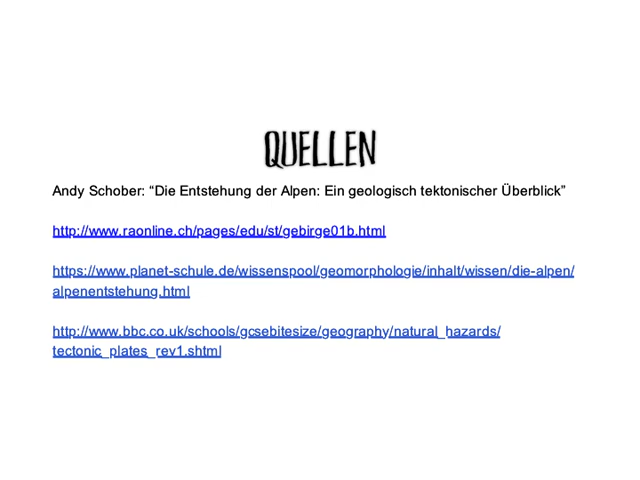 QUELLEN
Andy Schober: “Die Entstehung der Alpen: Ein geologisch tektonischer Überblick”
http://www.raonline.ch/pages/edu/st/gebirge01b.html
https://www.planet-schule.de/wissenspool/geomorphologie/inhalt/wissen/die-alpen/
alpenentstehung.html
http://www.bbc.co.uk/schools/gcsebitesize/geography/natural_hazards/
tectonic_plates_rev1.shtml